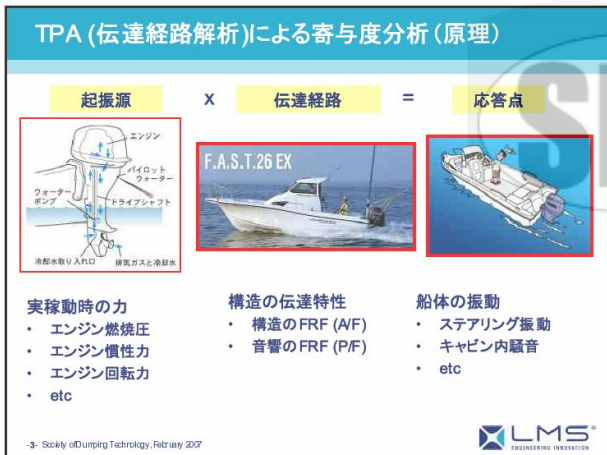 TPA (伝達経路解析)による寄与度分析(原理)
起振源 x 伝達経路 = 応答点
エンジン
パイロット
ウォーター
ウォーター
ポンプ
ドライブシャフト
冷却水取り入れ口
排気ガスと冷却水
F.A.S.T.26 EX
実稼動時の力
・ エンジン燃焼圧
・ エンジン慣性力
・ エンジン回転力
・ etc
構造の伝達特性
・ 構造のFRF (A/F)
・ 音響のFRF (P/F)
船体の振動
・ ステアリング振動
・ キャビン内騒音
・ etc
-3- Society of Dumping Technology, February 2007
LMS
ENGINEERING INNOVATION